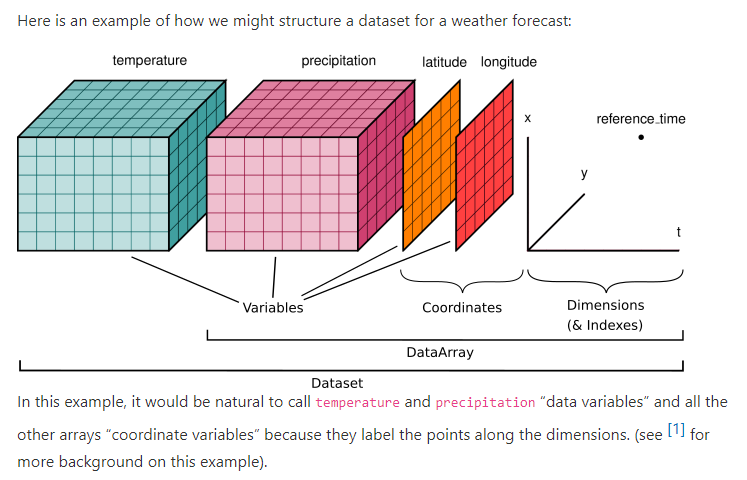 Here is an example of how we might structure a dataset for a weather forecast:
temperature precipitation latitude longitude
x reference_time
y
t
Variables Coordinates Dimensions
(& Indexes)
DataArray
Dataset
In this example, it would be natural to call temperature and precipitation “data variables” and all the
other arrays “coordinate variables” because they label the points along the dimensions. (see [1] for
more background on this example).